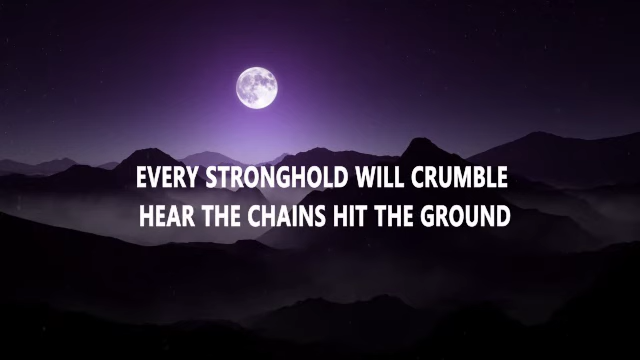 EVERY STRONGHOLD WILL CRUMBLE
HEAR THE CHAINS HIT THE GROUND